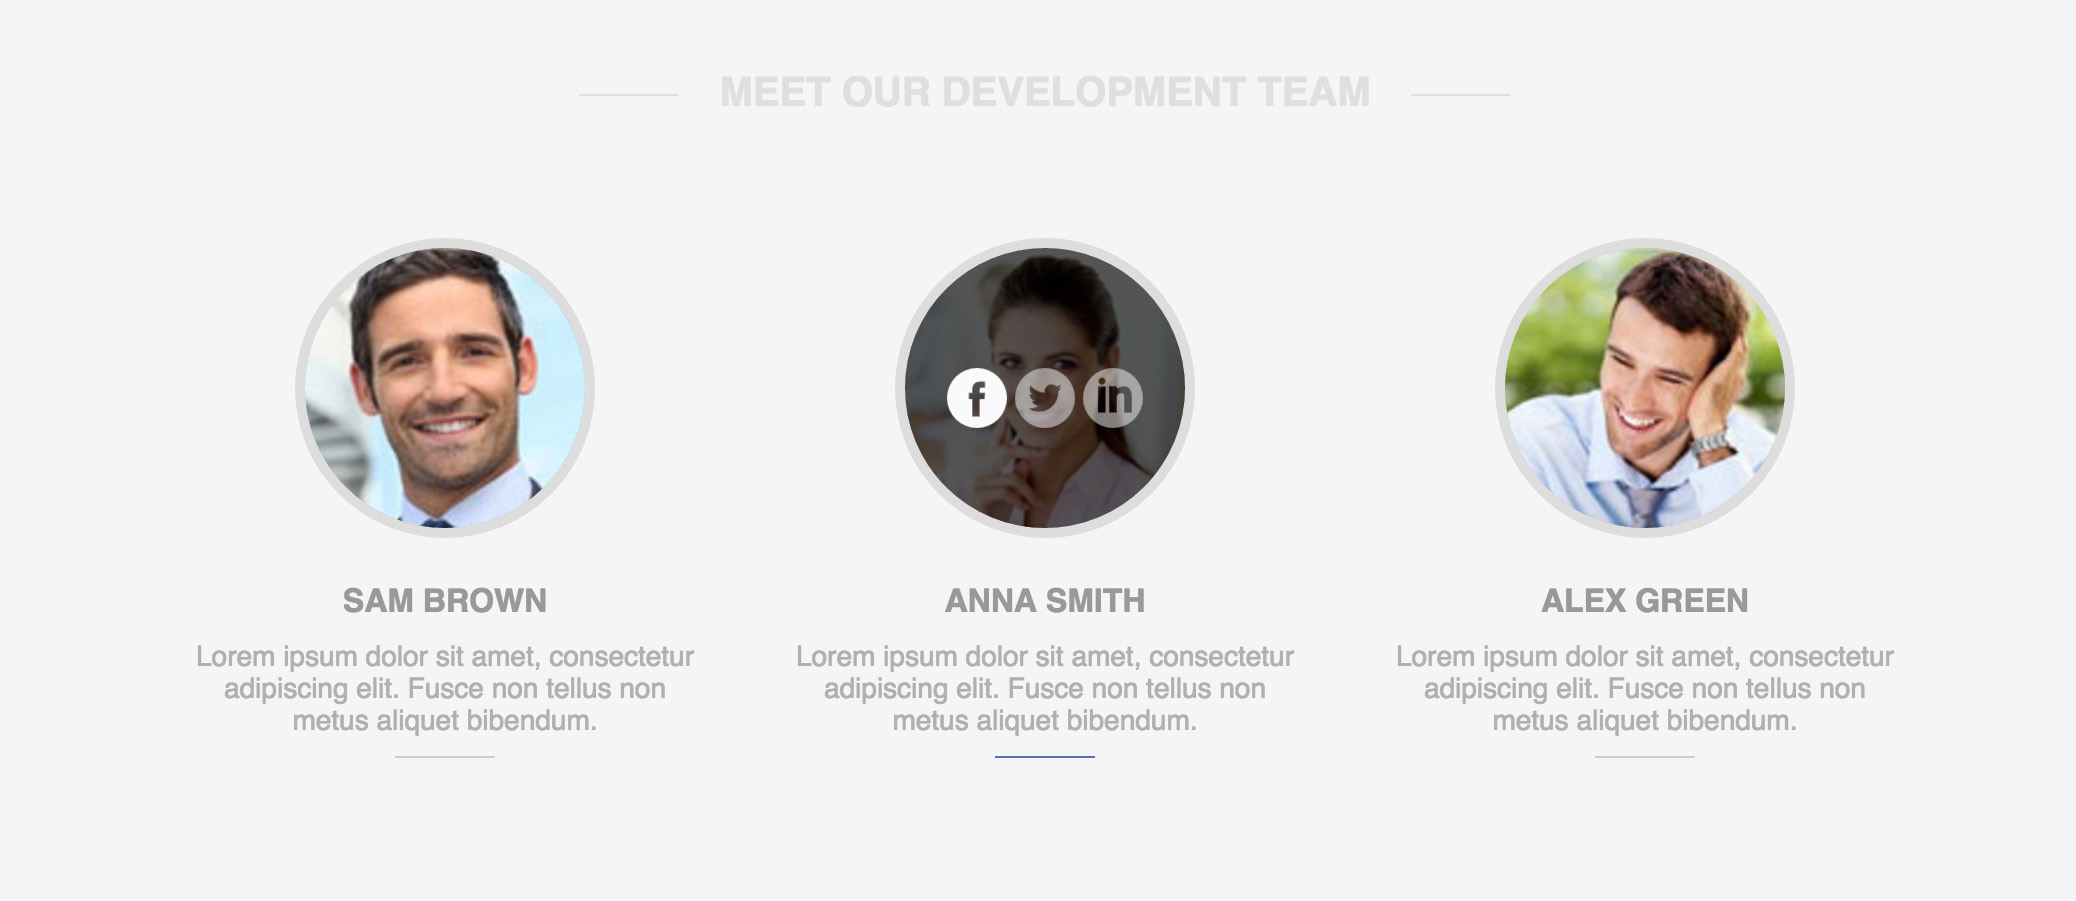 MEET OUR DEVELOPMENT TEAM
f
in
SAM BROWN
Lorem ipsum dolor sit amet, consectetur
adipiscing elit. Fusce non tellus non
metus aliquet bibendum.
ANNA SMITH
Lorem ipsum dolor sit amet, consectetur
adipiscing elit. Fusce non tellus non
metus aliquet bibendum.
ALEX GREEN
Lorem ipsum dolor sit amet, consectetur
adipiscing elit. Fusce non tellus non
metus aliquet bibendum.